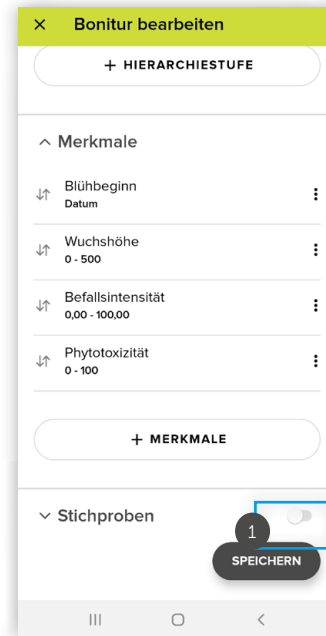 × Bonitur bearbeiten
+ HIERARCHIESTUFE
Merkmale
Blühbeginn
Datum
Wuchshöhe
0 - 500
Befallsintensität
0,00 - 100,00
Phytotoxizität
0 - 100
+ MERKMALE
Stichproben
1
SPEICHERN